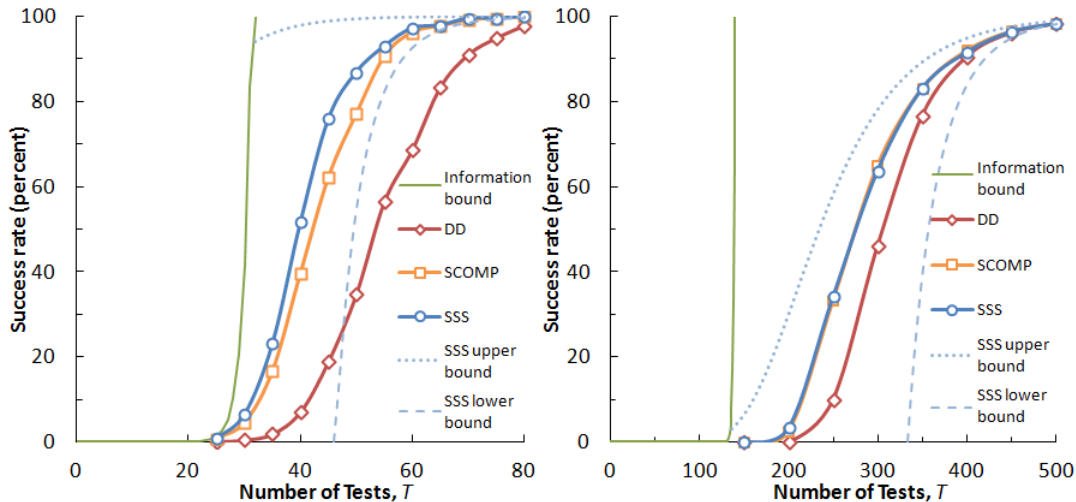 100
80
60
40
20
0
Success rate (percent)
0
20
40
60
80
Number of Tests, T
Information
bound
DD
SCOMP
SSS
SSS upper
bound
SSS lower
bound
100
80
60
40
20
0
Success rate (percent)
0
100
200
300
400
500
Number of Tests, T
Information
bound
DD
SCOMP
SSS
SSS upper
bound
SSS lower
bound